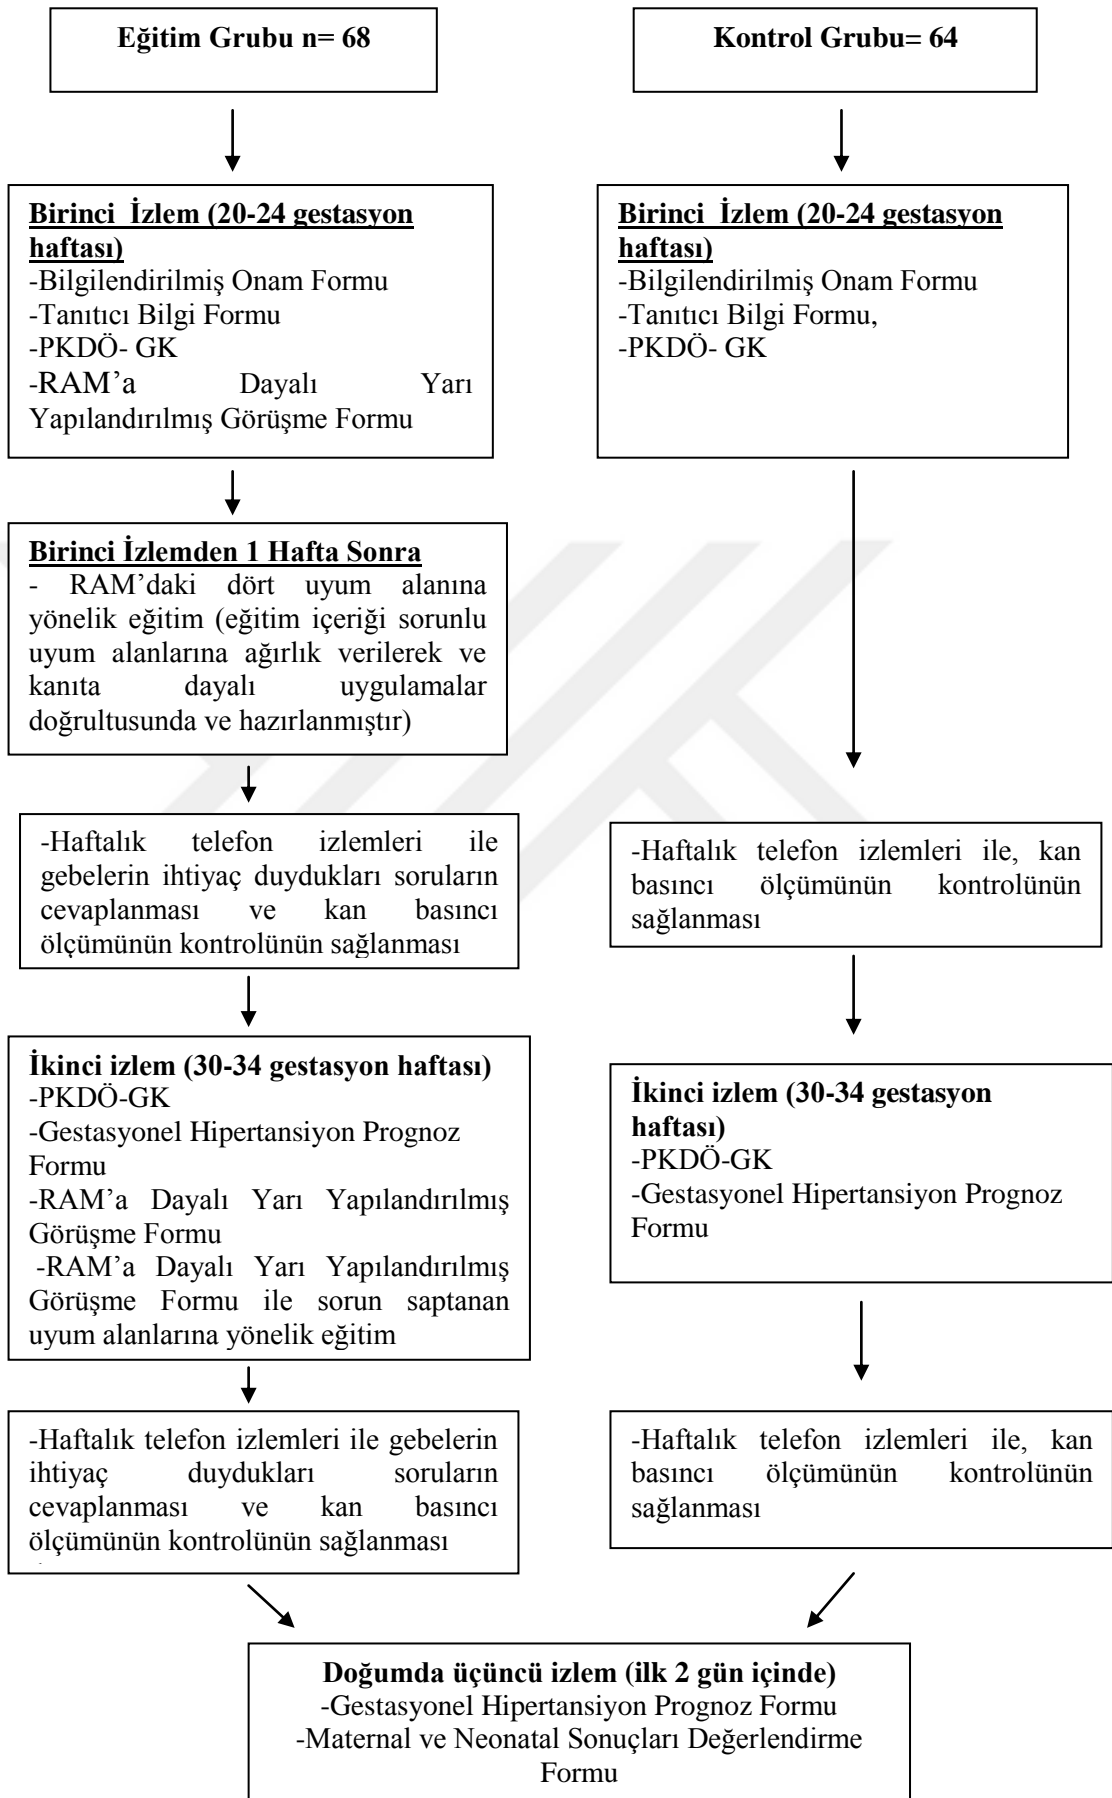 Eğitim Grubu n= 68
Kontrol Grubu= 64
Birinci İzlem (20-24 gestasyon
haftası)
-Bilgilendirilmiş Onam Formu
-Tanıtıcı Bilgi Formu
-PKDÖ- GK
-RAM’a Dayalı Yarı
Yapılandırılmış Görüşme Formu
Birinci İzlem (20-24 gestasyon
haftası)
-Bilgilendirilmiş Onam Formu
-Tanıtıcı Bilgi Formu,
-PKDÖ- GK
Birinci İzlemden 1 Hafta Sonra
- RAM’daki dört uyum alanına
yönelik eğitim (eğitim içeriği sorunlu
uyum alanlarına ağırlık verilerek ve
kanıta dayalı uygulamalar
doğrultusunda ve hazırlanmıştır)
-Haftalık telefon izlemleri ile
gebelerin ihtiyaç duydukları soruların
cevaplanması ve kan basıncı
ölçümünün kontrolünün sağlanması
-Haftalık telefon izlemleri ile, kan
basıncı ölçümünün kontrolünün
sağlanması
İkinci izlem (30-34 gestasyon haftası)
-PKDÖ-GK
-Gestasyonel Hipertansiyon Prognoz
Formu
-RAM’a Dayalı Yarı Yapılandırılmış
Görüşme Formu
-RAM’a Dayalı Yarı Yapılandırılmış
Görüşme Formu ile sorun saptanan
uyum alanlarına yönelik eğitim
İkinci izlem (30-34 gestasyon
haftası)
-PKDÖ-GK
-Gestasyonel Hipertansiyon Prognoz
Formu
-Haftalık telefon izlemleri ile gebelerin
ihtiyaç duydukları soruların
cevaplanması ve kan basıncı
ölçümünün kontrolünün sağlanması
-Haftalık telefon izlemleri ile, kan
basıncı ölçümünün kontrolünün
sağlanması
Doğumda üçüncü izlem (ilk 2 gün içinde)
-Gestasyonel Hipertansiyon Prognoz Formu
-Maternal ve Neonatal Sonuçları Değerlendirme
Formu